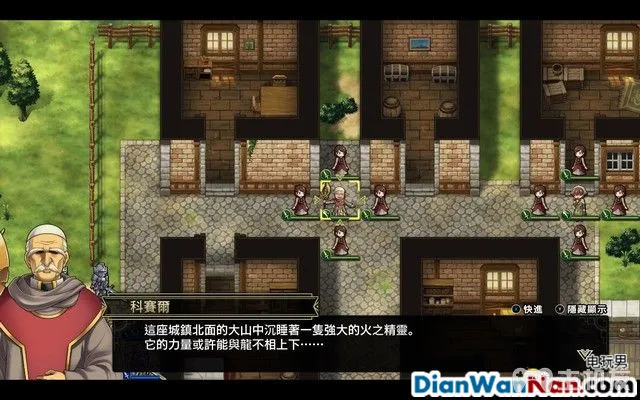 科賽爾
快進
隱藏顯示
這座城鎮北面的大山中沉睡著一隻強大的火之精靈。
它的力量或許能與龍不相上下⋯⋯
电玩男
DianWanNan.com